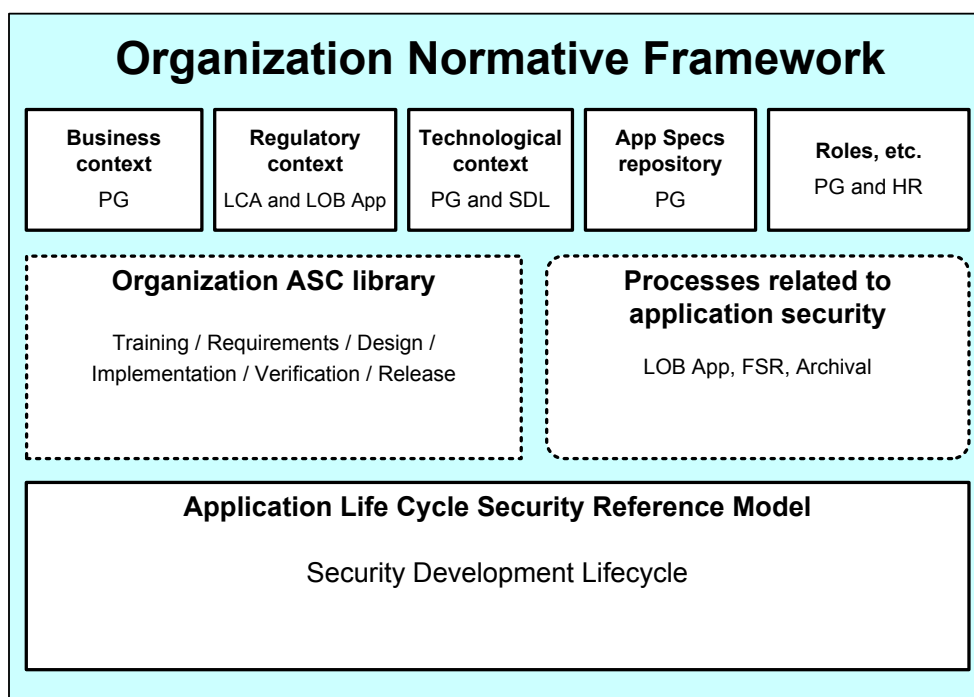 Organization Normative Framework
Business
context
PG
Regulatory
context
LCA and LOB App
Technological
context
PG and SDL
App Specs
repository
PG
Roles, etc.
PG and HR
Organization ASC library
Training / Requirements / Design /
Implementation / Verification / Release
Processes related to
application security
LOB App, FSR, Archival
Application Life Cycle Security Reference Model
Security Development Lifecycle